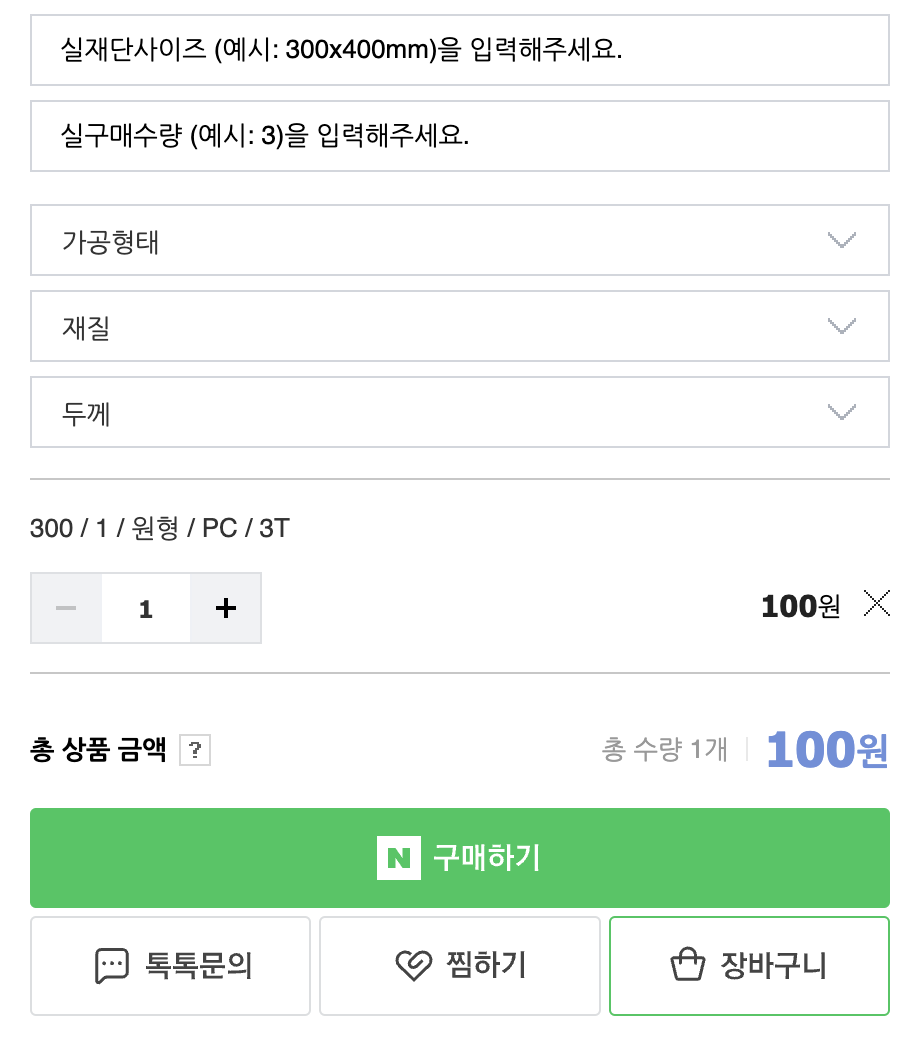 실재단사이즈 (예시: 300x400mm)을 입력해주세요.
실구매수량 (예시: 3)을 입력해주세요.
가공형태
재질
두께
300 / 1 / 원형 / PC / 3T
1
100원
총 상품 금액 ?
총 수량 1개 100원
N 구매하기
톡톡문의
찜하기
장바구니